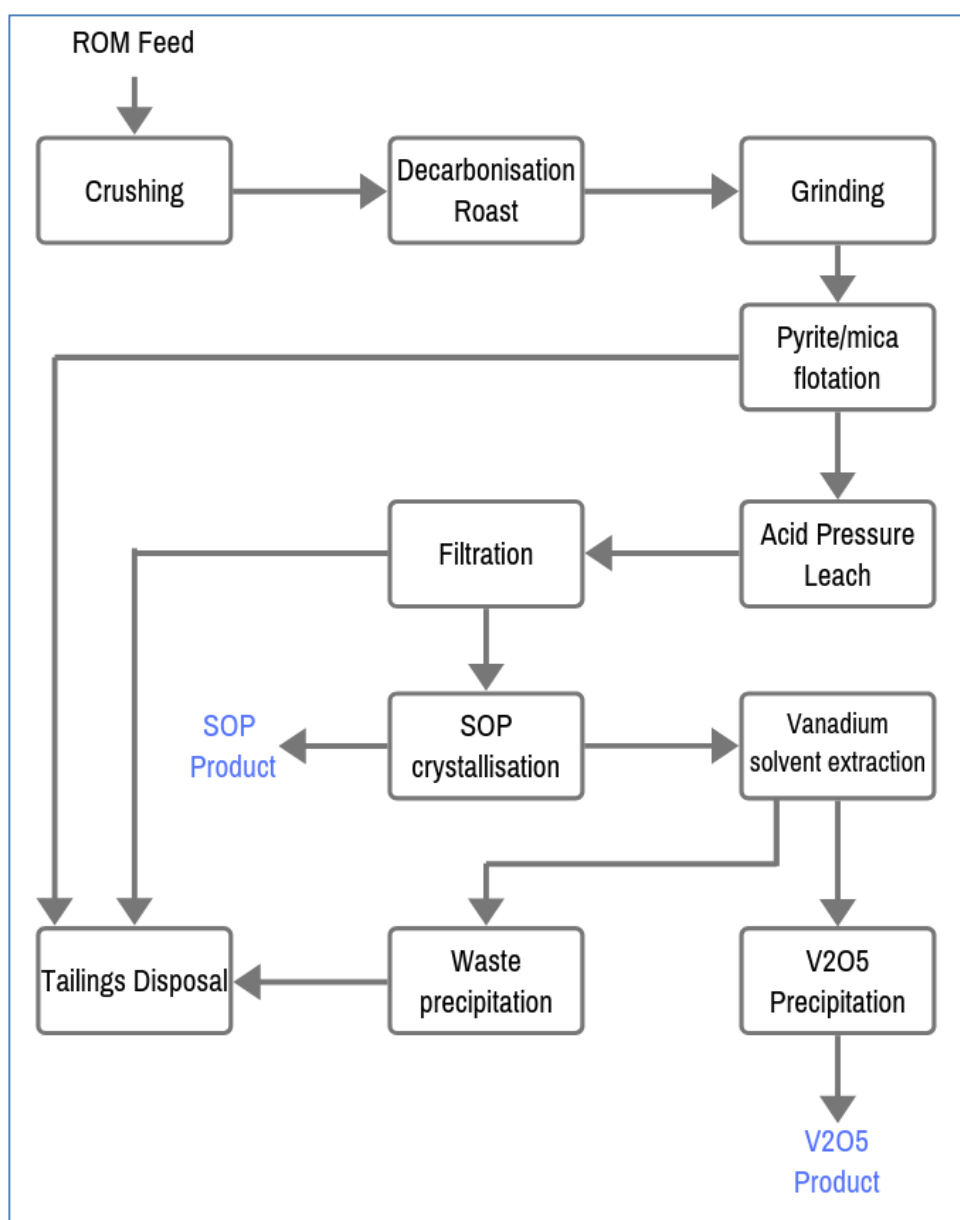 ROM Feed
Crushing
Decarbonisation
Roast
Grinding
Pyrite/mica
flotation
Filtration
Acid Pressure
Leach
SOP
Product
SOP
crystallisation
Vanadium
solvent extraction
Tailings Disposal
Waste
precipitation
V2O5
Precipitation
V2O5
Product